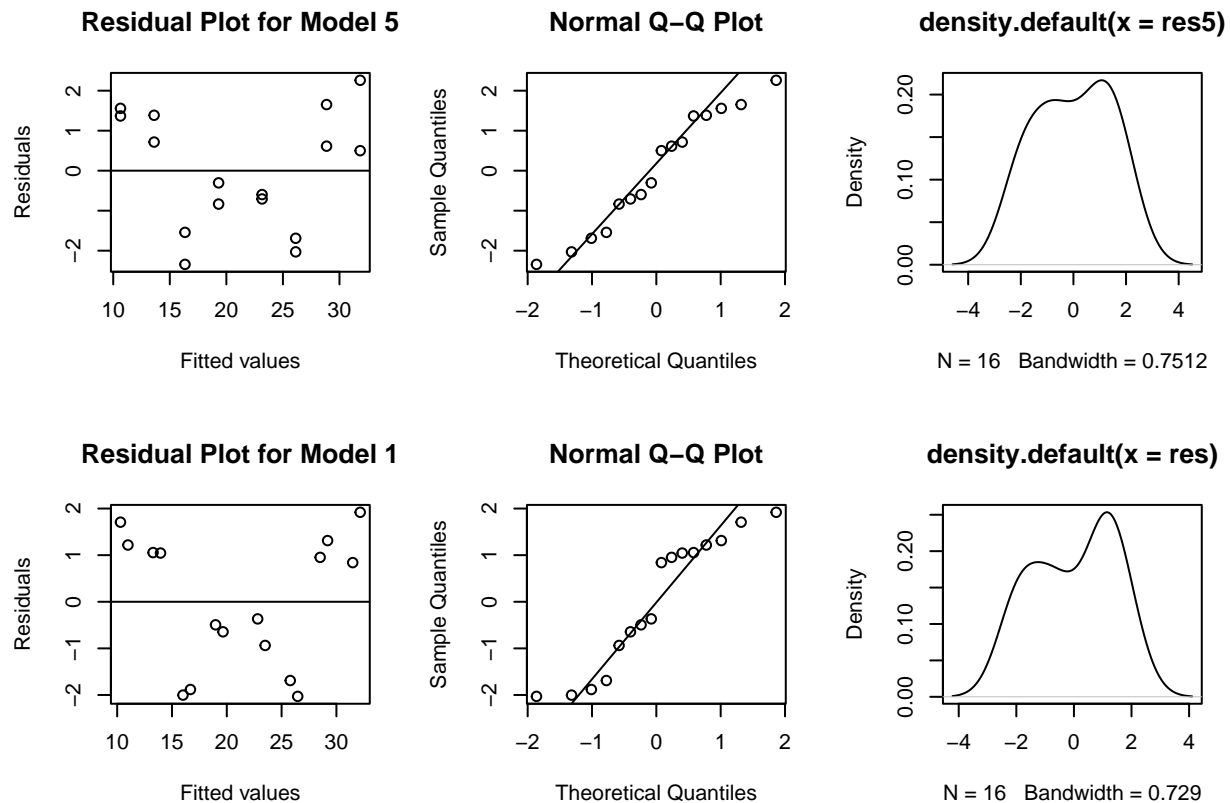 Residual Plot for Model 5
Normal Q−Q Plot
density.default(x = res5)
Residuals
2
1
0
−2
10 15 20 25 30
Fitted values
Sample Quantiles
2
1
0
−2
−2 −1 0 1 2
Theoretical Quantiles
Density
0.20
0.10
0.00
−4 −2 0 2 4
N = 16 Bandwidth = 0.7512
Residual Plot for Model 1
Normal Q−Q Plot
density.default(x = res)
Residuals
2
1
0
−1
−2
10 15 20 25 30
Fitted values
Sample Quantiles
2
1
0
−1
−2
−2 −1 0 1 2
Theoretical Quantiles
Density
0.20
0.10
0.00
−4 −2 0 2 4
N = 16 Bandwidth = 0.729